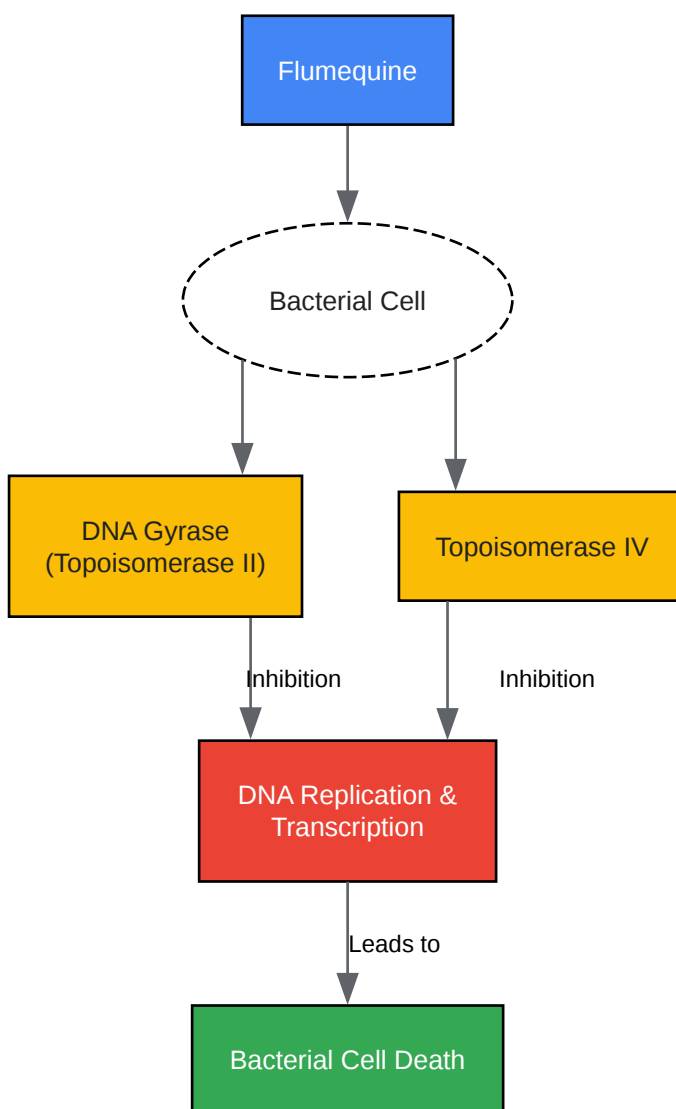 Flumequine
Bacterial Cell
DNA Gyrase
(Topoisomerase II)
Topoisomerase IV
Inhibition
Inhibition
DNA Replication &
Transcription
Leads to
Bacterial Cell Death